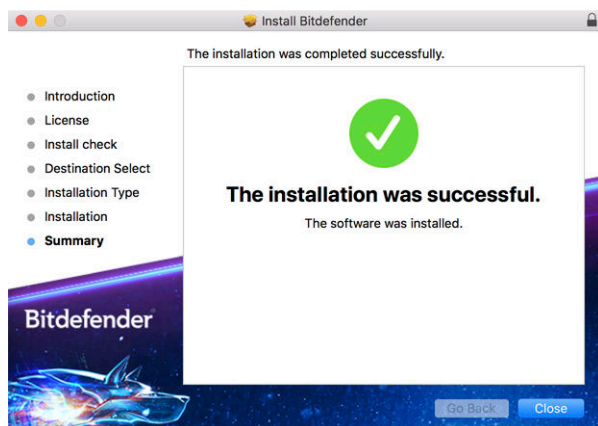 Install Bitdefender
The installation was completed successfully.
Introduction
License
Install check
Destination Select
Installation Type
Installation
Summary
The installation was successful.
The software was installed.
Bitdefender
Go Back
Close